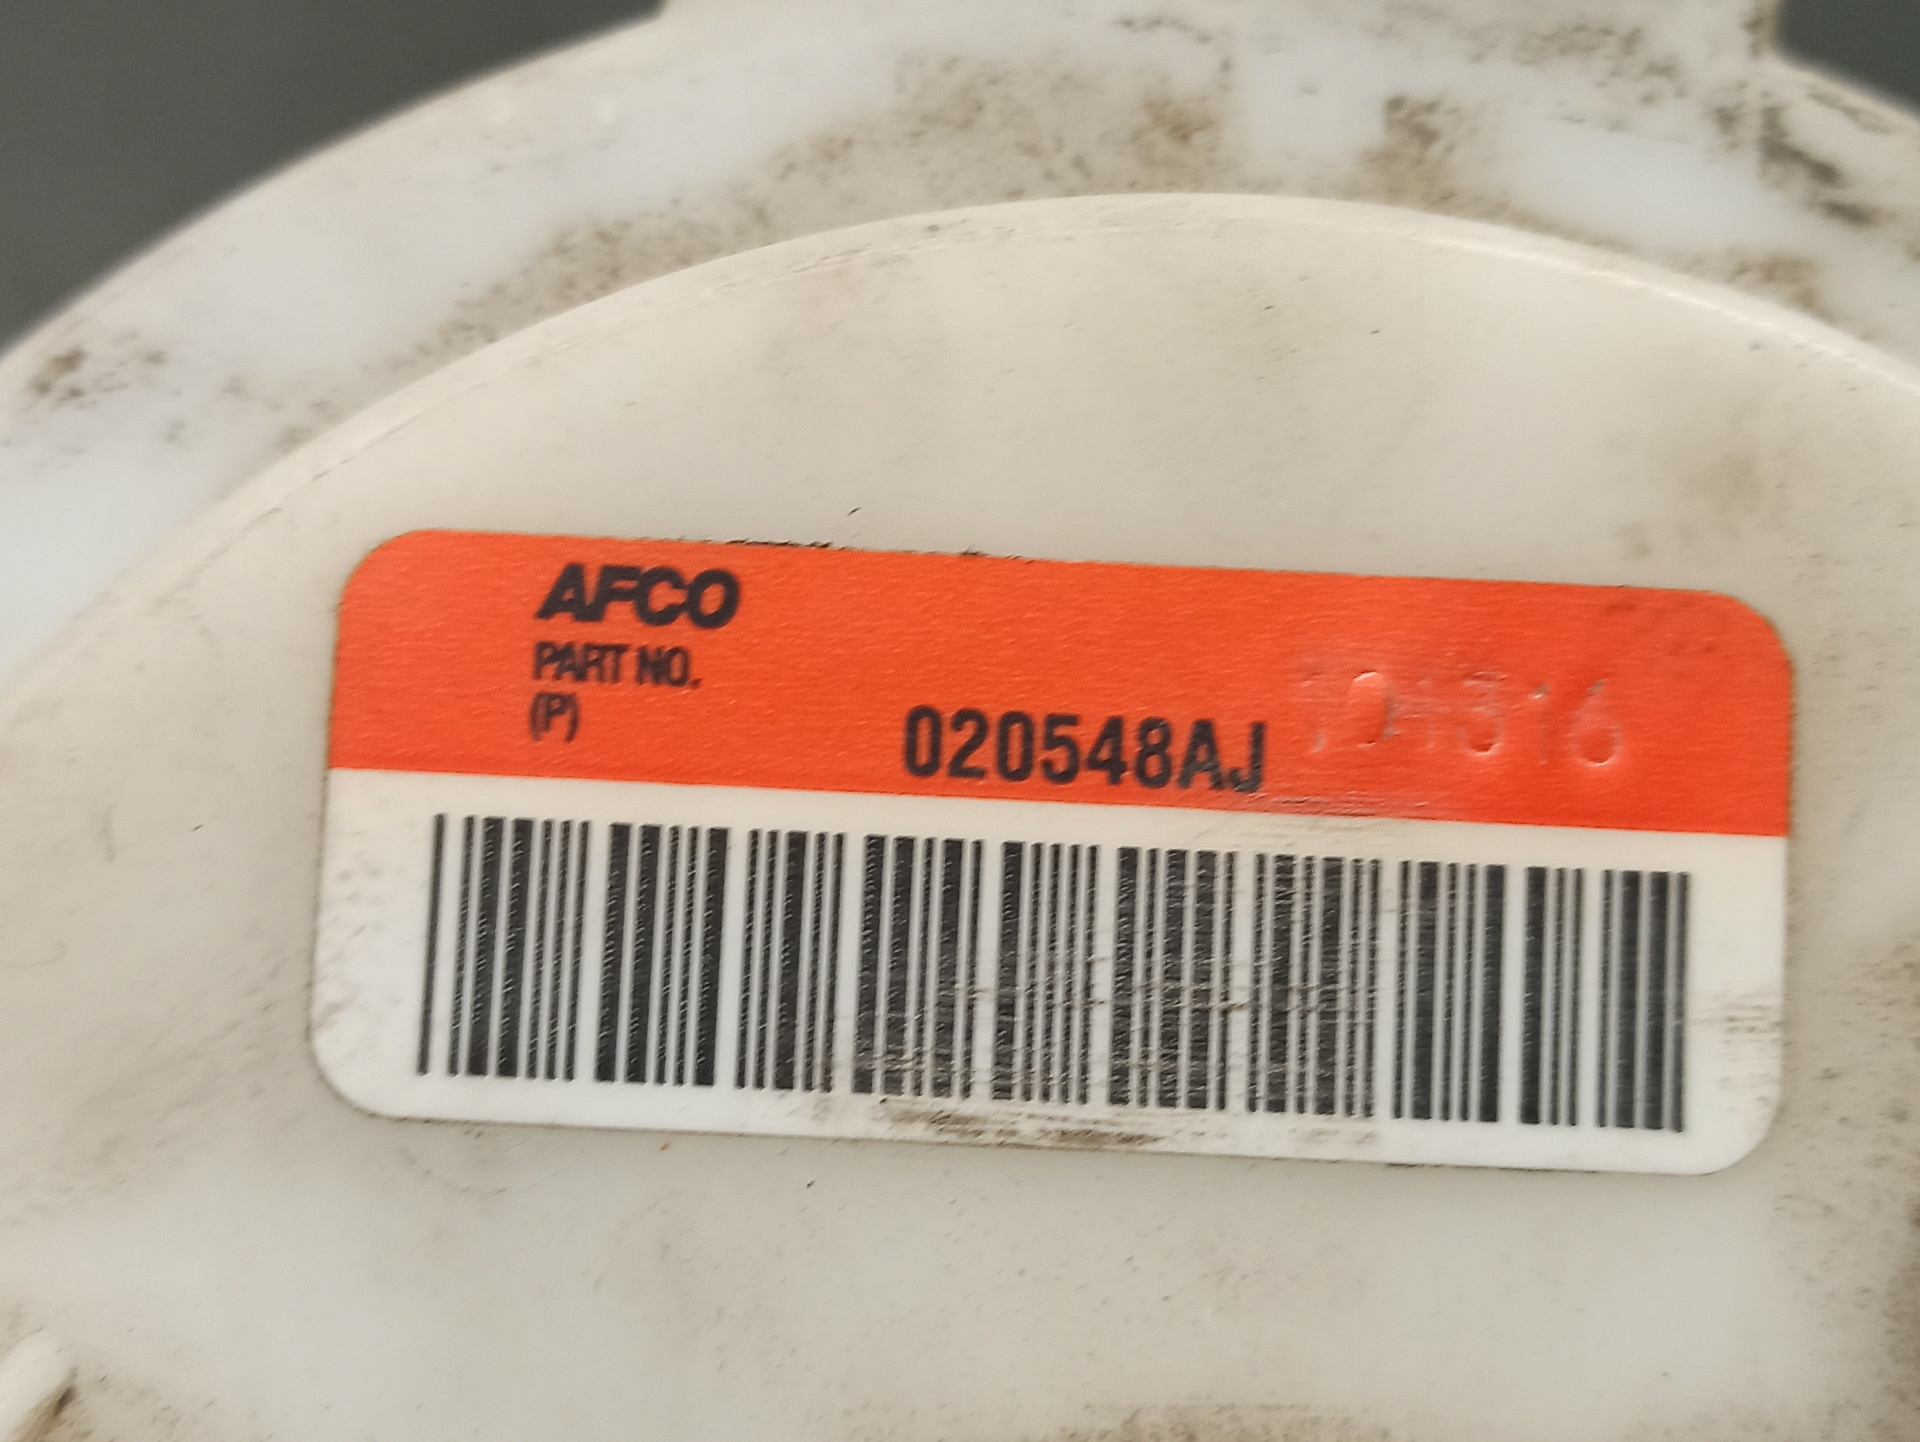 AFCO
PART NO.
(P)
020548AJ